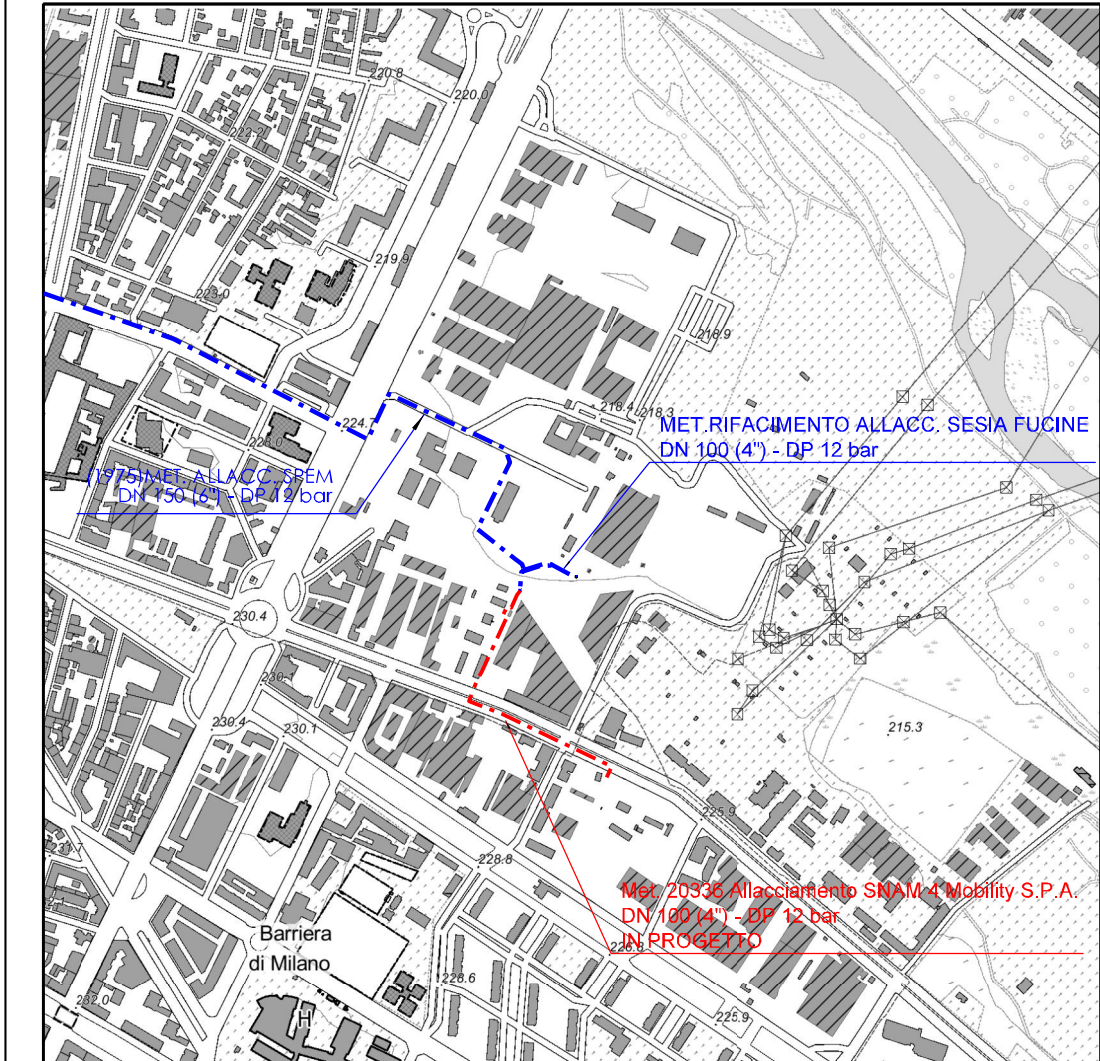 220.8
220.0
222.2
219.9
223.0
218.9
218.4
218.3
224.7
MET.RIFACIMENTO ALLACC. SESIA FUCINE
DN 100 (4") - DP 12 bar
(1975)MET. ALLACC. SPEM
DN 150 (6") - DP 12 bar
230.4
230.1
230.4
230.1
215.3
225.9
228.8
Met. 20336 Allacciamento SNAM 4 Mobility S.P.A.
DN 100 (4") - DP 12 bar
IN PROGETTO
Barriera
di Milano
228.6
232.0
225.9
H